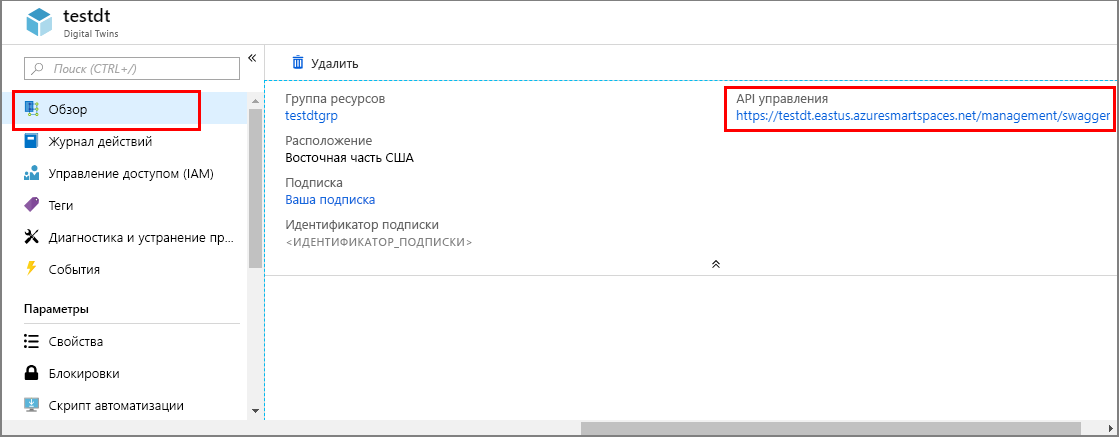 testdt
Digital Twins
Поиск (CTRL+/)
Обзор
Журнал действий
Управление доступом (IAM)
Теги
Диагностика и устранение пр...
События
Параметры
Свойства
Блокировки
Скрипт автоматизации
Удалить
Группа ресурсов
testdtgrp
Расположение
Восточная часть США
Подписка
Ваша подписка
Идентификатор подписки
<ИДЕНТИФИКАТОР_ПОДПИСКИ>
API управления
https://testdt.eastus.azuresmartspaces.net/management/swagger